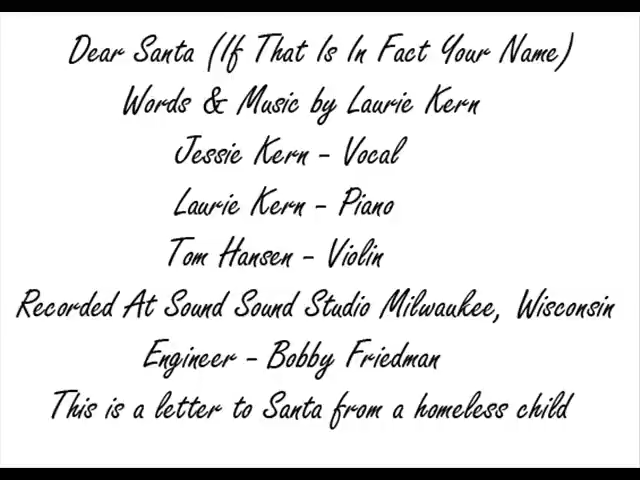 Dear Santa (If That Is In Fact Your Name)
Words & Music by Laurie Kern
Jessie Kern - Vocal
Laurie Kern - Piano
Tom Hansen - Violin
Recorded At Sound Sound Studio Milwaukee, Wisconsin
Engineer - Bobby Friedman
This is a letter to Santa from a homeless child